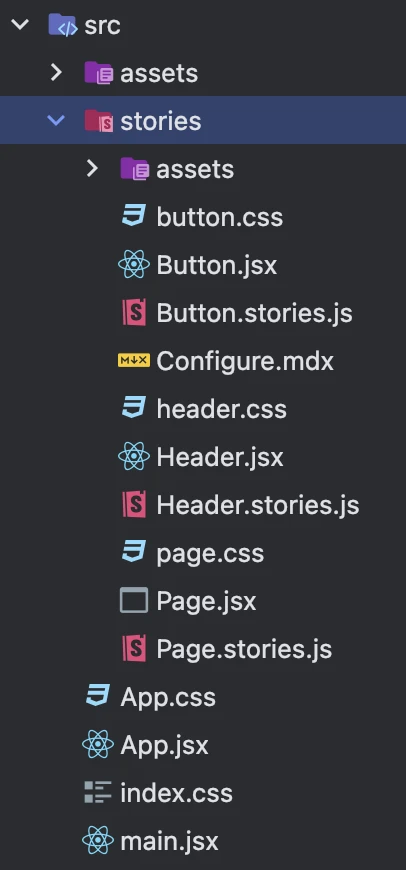 src
assets
stories
assets
button.css
Button.jsx
Button.stories.js
Configure.mdx
header.css
Header.jsx
Header.stories.js
page.css
Page.jsx
Page.stories.js
App.css
App.jsx
index.css
main.jsx